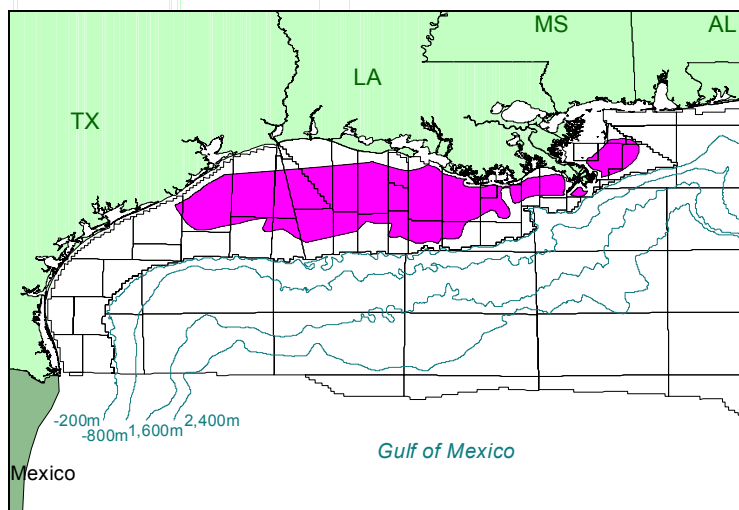 MS
AL
LA
TX
-200m
-800m
1,600m
2,400m
Gulf of Mexico
Mexico